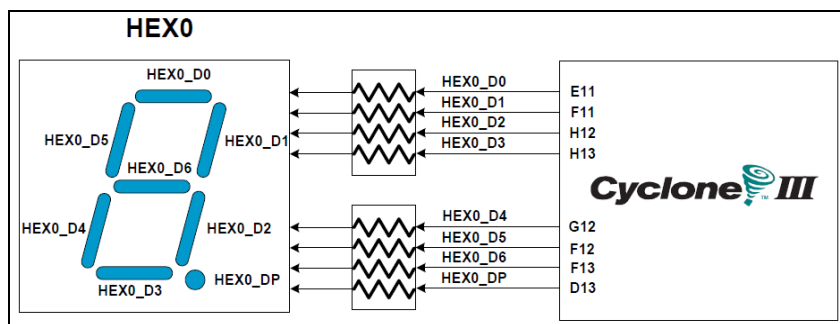 HEX0
HEX0_D0
HEX0_D5
HEX0_D1
HEX0_D6
HEX0_D4
HEX0_D2
HEX0_D3
HEX0_DP
HEX0_D0
HEX0_D1
HEX0_D2
HEX0_D3
HEX0_D4
HEX0_D5
HEX0_D6
HEX0_DP
E11
F11
H12
H13
Cyclone III
TM
G12
F12
F13
D13